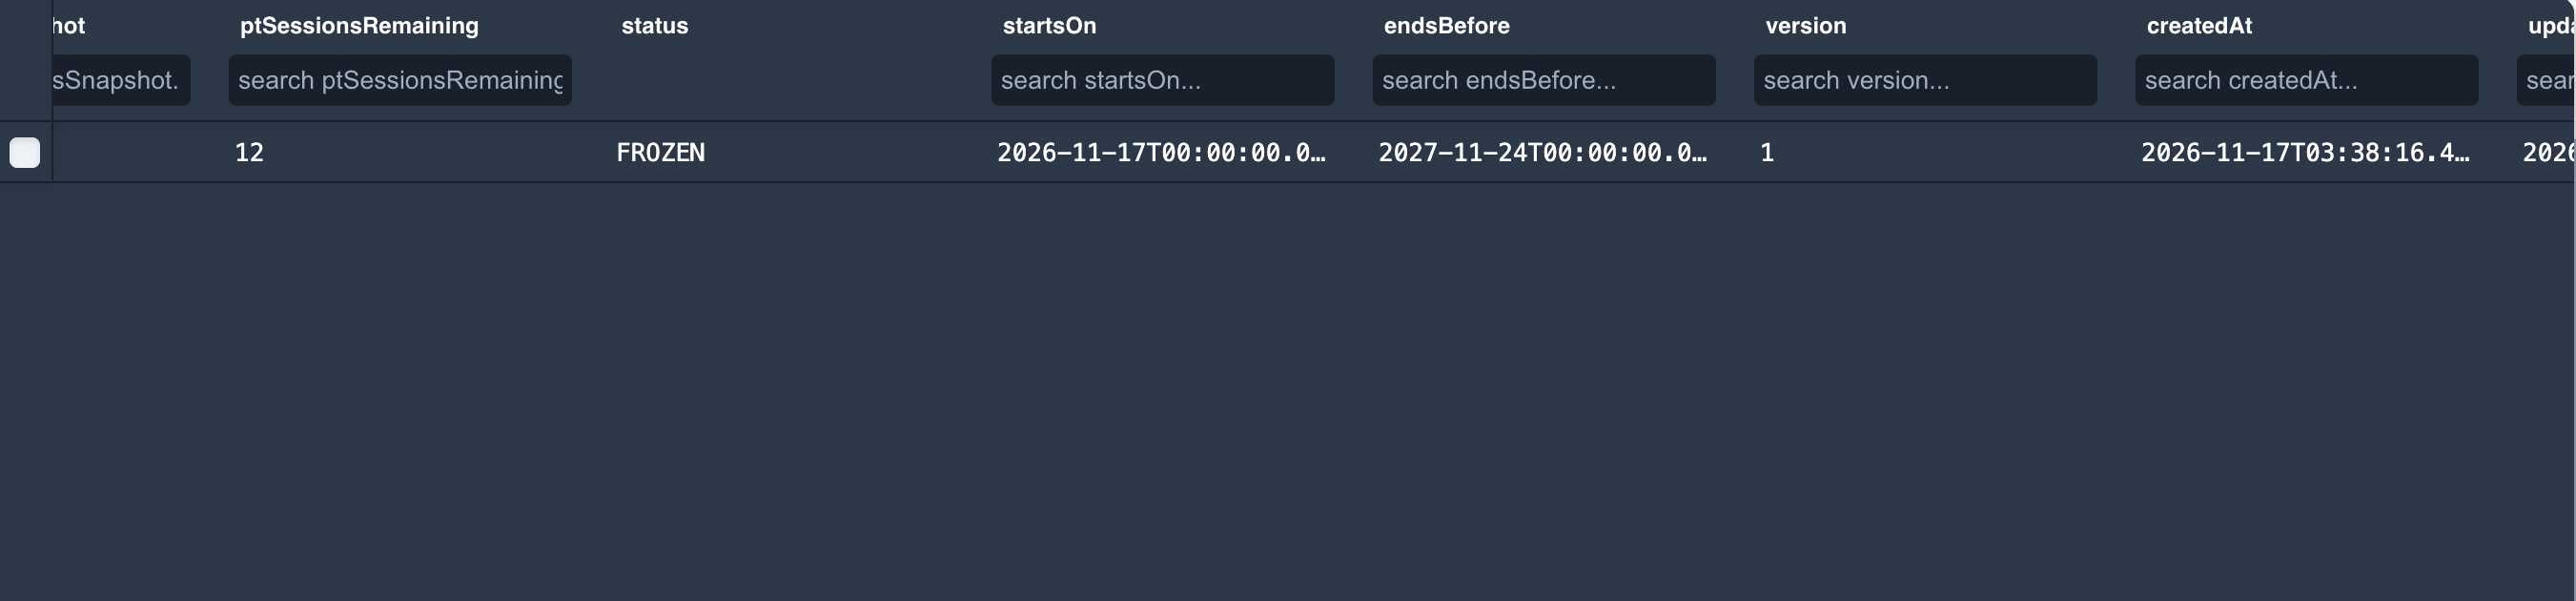 hot ptSessionsRemaining status startsOn endsBefore version createdAt upda
sSnapshot. search ptSessionsRemaining search startsOn... search endsBefore... search version... search createdAt... sear
12 FROZEN 2026-11-17T00:00:00.0… 2027-11-24T00:00:00.0… 1 2026-11-17T03:38:16.4… 2026